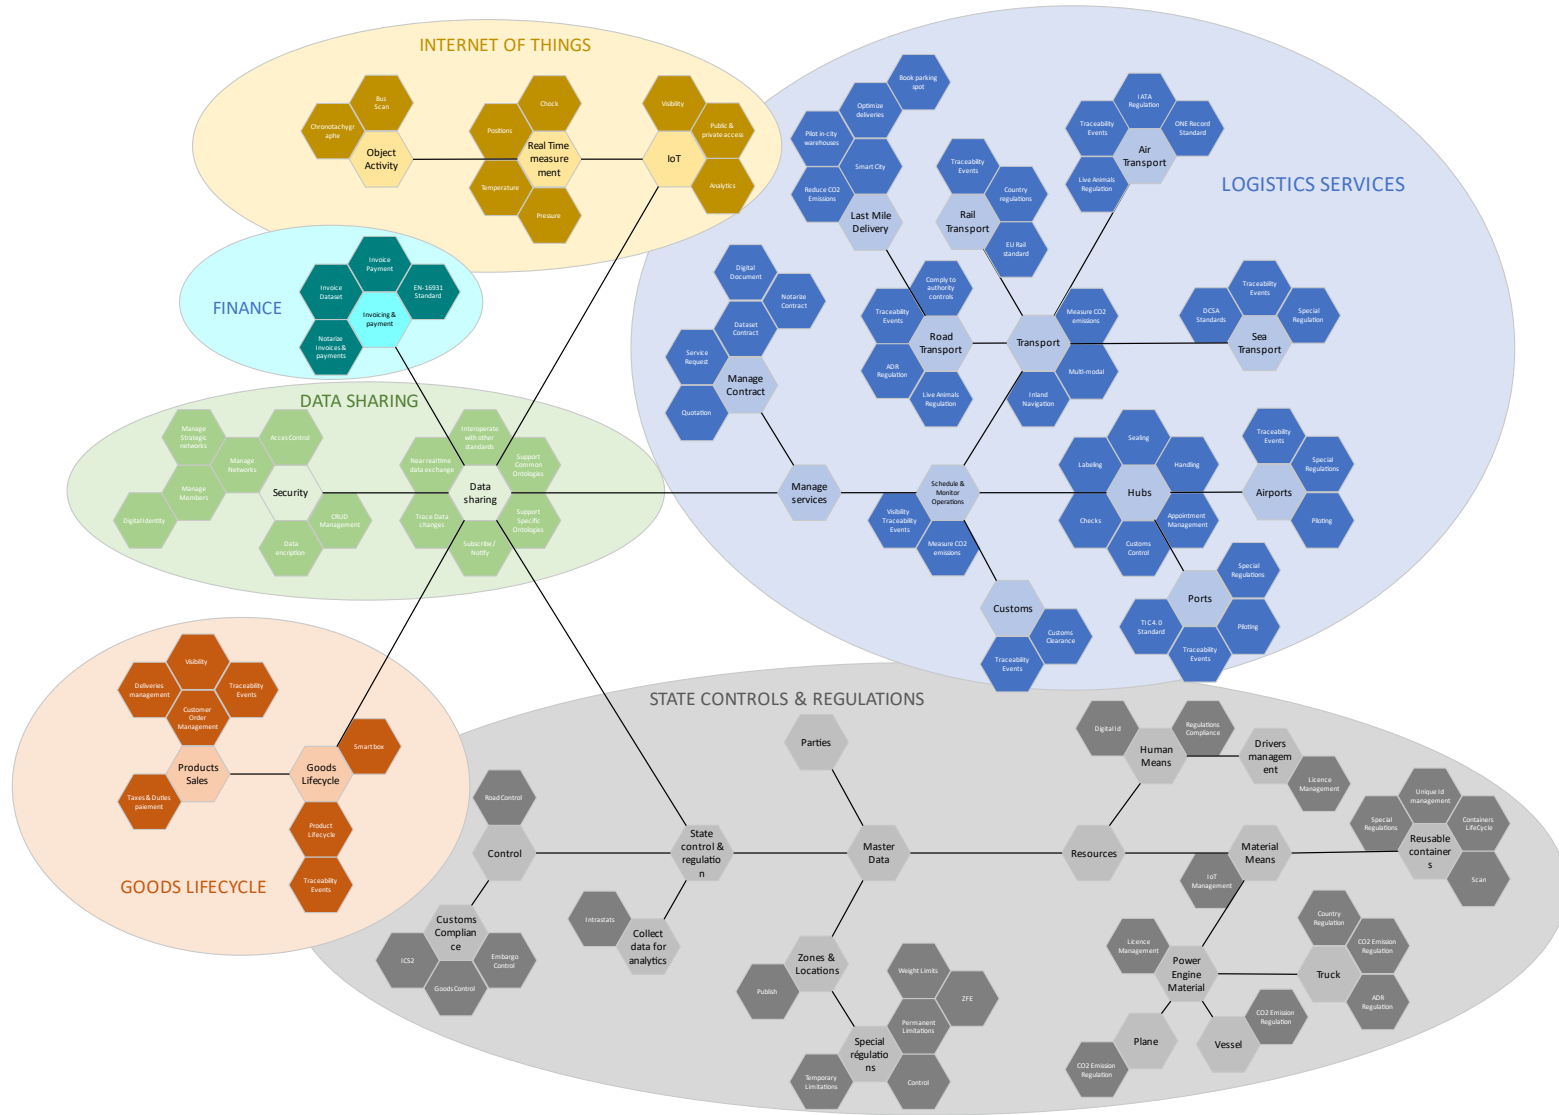 INTERNET OF THINGS
Bus
Scan
Chronotachygr
aphe
Object
Activity
Check
Positions
Real Time
measure
ment
Temperature
Pressure
Visibility
Public &
private access
IoT
Analytics
FINANCE
Invoice
Payment
Invoice
Dataset
EN-16931
Standard
Invoicing &
payment
Notarize
Invoices &
payments
DATA SHARING
Manage
Strategic
networks
Acces Control
Manage
Networks
Manage
Members
Security
Digital Identity
CRUD
Management
Data
encription
Interoperate
with other
standards
Near realtime
data exchange
Support
Common
Ontologies
Data
sharing
Trace Data
changes
Support
Specific
Ontologies
Subscribe /
Notify
LOGISTICS SERVICES
Book parking
spot
Optimize
deliveries
Pilot in-city
warehouses
Smart City
Reduce CO2
Emissions
Last Mile
Delivery
Traceability
Events
Country
regulations
Rail
Transport
EU Rail
standard
IATA
Regulation
Traceability
Events
ONE Record
Standard
Air
Transport
Live Animals
Regulation
Digital
Document
Notarize
Contract
Dataset
Contract
Service
Request
Manage
Contract
Quotation
Comply to
authority
controls
Traceability
Events
Road
Transport
ADR
Regulation
Live Animals
Regulation
Measure CO2
emissions
Transport
Multi-modal
Inland
Navigation
Traceability
Events
DCSA
Standards
Special
Regulation
Sea
Transport
Manage
services
Schedule &
Monitor
Operations
Visibility
Traceability
Events
Measure CO2
emissions
Sealing
Labeling
Handling
Hubs
Checks
Appointment
Management
Customs
Control
Traceability
Events
Special
Regulations
Airports
Piloting
Customs
Customs
Clearance
Traceability
Events
Special
Regulations
Ports
TIC 4.0
Standard
Piloting
Traceability
Events
GOODS LIFECYCLE
Visibility
Deliveries
management
Traceability
Events
Customer
Order
Management
Products
Sales
Taxes & Duties
paiement
Smart box
Goods
Lifecycle
Product
Lifecycle
Traceability
Events
STATE CONTROLS & REGULATIONS
Parties
Road Control
Control
State
control &
regulatio
n
Master
Data
Resources
Customs
Complian
ce
ICS2
Embargo
Control
Goods Control
Intrastats
Collect
data for
analytics
Zones &
Locations
Publish
Weight Limits
ZFE
Permanent
Limitations
Special
régulatio
ns
Temporary
Limitations
Control
Digital Id
Regulations
Compliance
Human
Means
Drivers
managem
ent
Licence
Management
Material
Means
IoT
Management
Unique Id
management
Special
Regulations
Containers
LifeCycle
Reusable
container
s
Scan
Licence
Management
Power
Engine
Material
Country
Regulation
CO2 Emission
Regulation
Truck
ADR
Regulation
Plane
CO2 Emission
Regulation
Vessel
CO2 Emission
Regulation